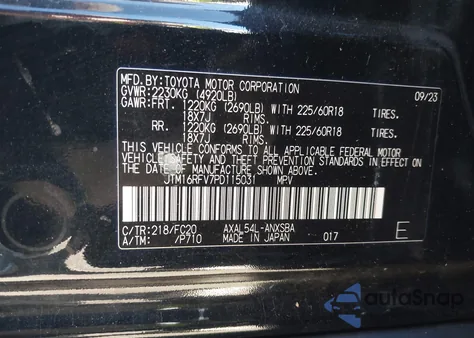 MFD.BY:TOYOTA MOTOR CORPORATION 09/23
GVWR:2230KG (4920LB)
GAWR:FRT. 1220KG (2690LB) WITH 225/60R18 TIRES.
18X7J RIMS.
RR. 1220KG (2690LB) WITH 225/60R18 TIRES.
18X7J RIMS.
THIS VEHICLE CONFORMS TO ALL APPLICABLE FEDERAL MOTOR
VEHICLE SAFETY AND THEFT PREVENTION STANDARDS IN EFFECT ON
THE DATE OF MANUFACTURE SHOWN ABOVE.
JTM16RFV7PD115031 MPV
C/TR:218/FC20 AXAL54L-ANXSBA
A/TM: /P710 MADE IN JAPAN 017 E
autoSnap